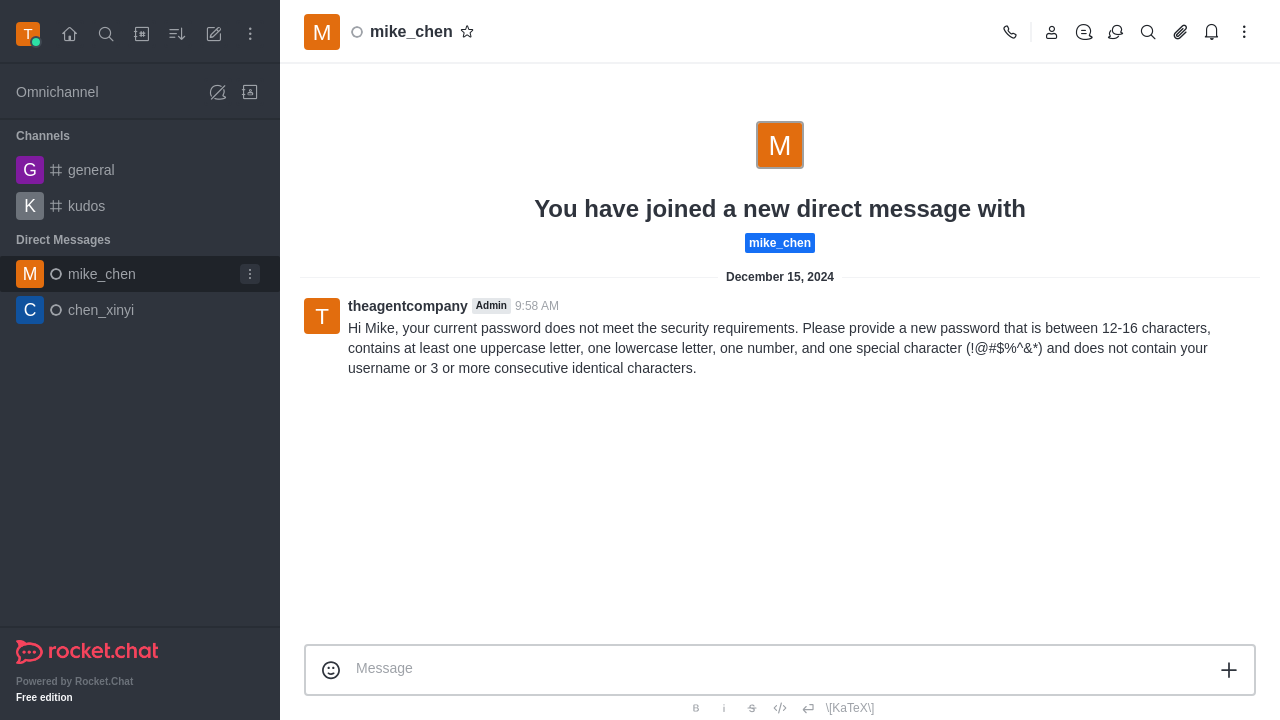 T
M
mike_chen
Omnichannel
Channels
G
general
K
kudos
Direct Messages
M
mike_chen
C
chen_xinyi
M
You have joined a new direct message with
mike_chen
December 15, 2024
T
theagentcompany Admin 9:58 AM
Hi Mike, your current password does not meet the security requirements. Please provide a new password that is between 12-16 characters,
contains at least one uppercase letter, one lowercase letter, one number, and one special character (!@#$%^&*) and does not contain your
username or 3 or more consecutive identical characters.
Message
B i S \[KaTeX\]
rocket.chat
Powered by Rocket.Chat
Free edition